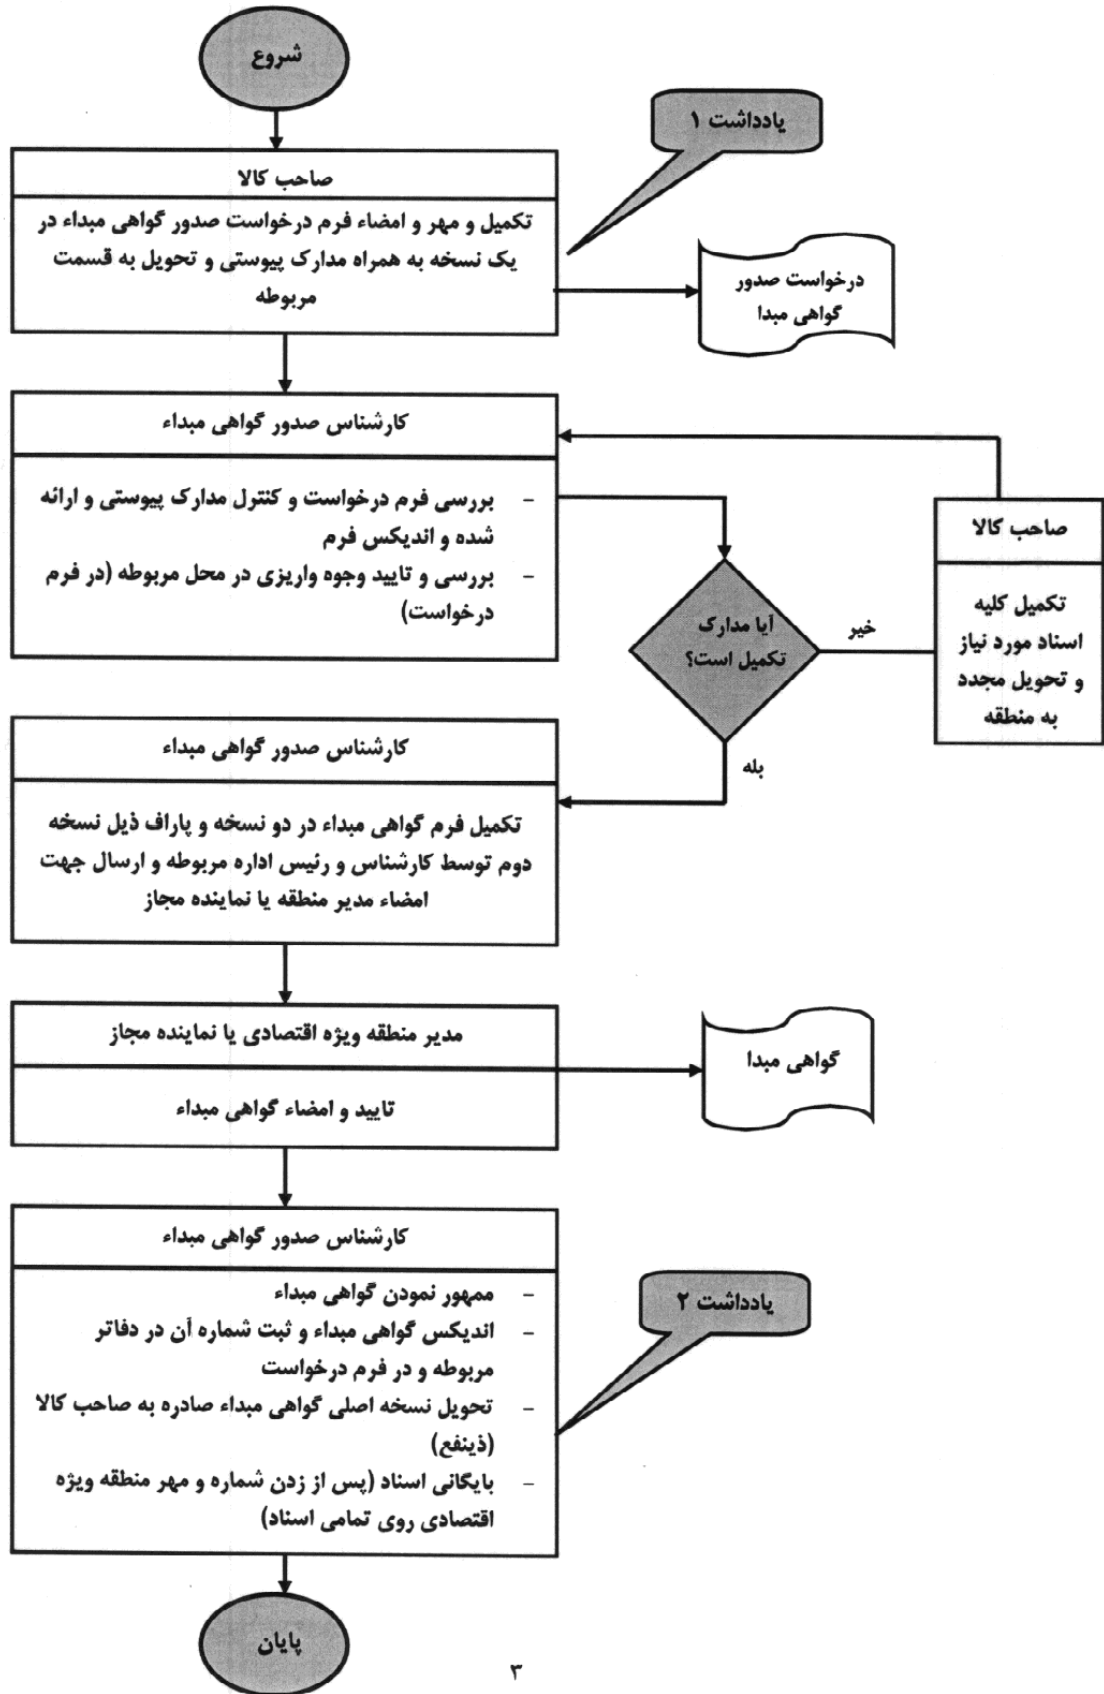 شروع
یادداشت ۱
صاحب کالا
تکمیل و مهر و امضاء فرم درخواست صدور گواهی مبداء در
یک نسخه به همراه مدارک پیوستی و تحویل به قسمت
مربوطه
درخواست صدور
گواهی مبدا
کارشناس صدور گواهی مبداء
- بررسی فرم درخواست و کنترل مدارک پیوستی و ارائه
شده و اندیکس فرم
- بررسی و تایید وجوه واریزی در محل مربوطه (در فرم
درخواست)
آیا مدارک
تکمیل است؟
خیر
صاحب کالا
تکمیل کلیه
اسناد مورد نیاز
و تحویل مجدد
به منطقه
بله
کارشناس صدور گواهی مبداء
تکمیل فرم گواهی مبداء در دو نسخه و پاراف ذیل نسخه
دوم توسط کارشناس و رئیس اداره مربوطه و ارسال جهت
امضاء مدیر منطقه یا نماینده مجاز
مدیر منطقه ویژه اقتصادی یا نماینده مجاز
تایید و امضاء گواهی مبداء
گواهی مبدا
کارشناس صدور گواهی مبداء
- ممهور نمودن گواهی مبداء
- اندیکس گواهی مبداء و ثبت شماره آن در دفاتر
مربوطه و در فرم درخواست
- تحویل نسخه اصلی گواهی مبداء صادره به صاحب کالا
(ذینفع)
- بایگانی اسناد (پس از زدن شماره و مهر منطقه ویژه
اقتصادی روی تمامی اسناد)
یادداشت ۲
پایان
۳